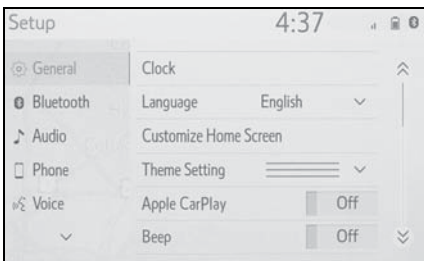 Setup 4:37
General
Bluetooth
Audio
Phone
Voice
Clock
Language English
Customize Home Screen
Theme Setting
Apple CarPlay Off
Beep Off